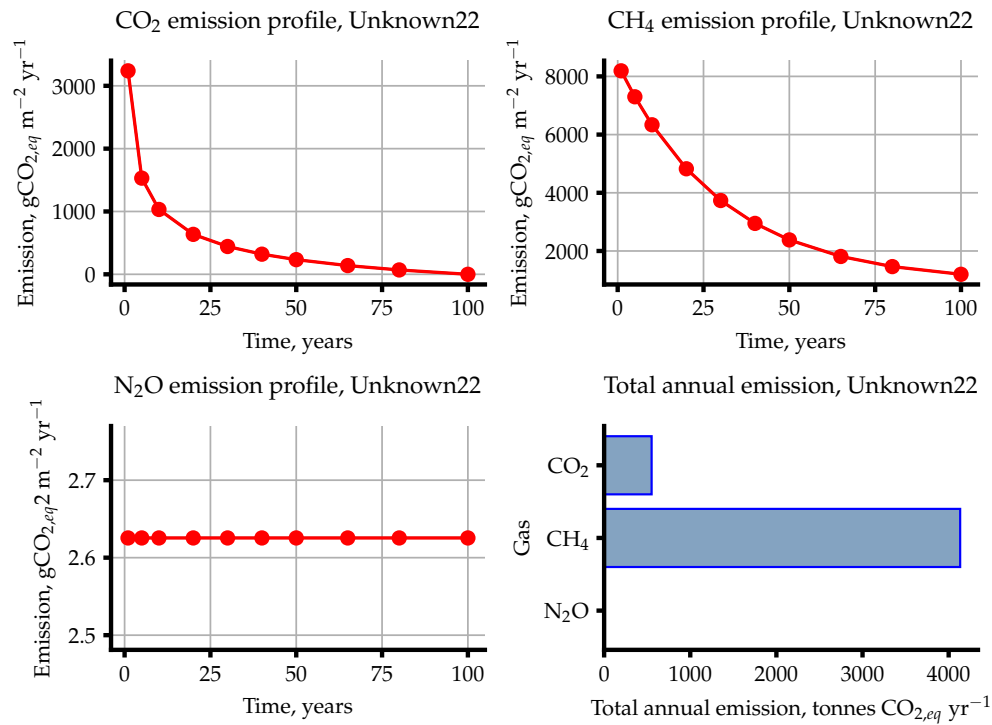 CO₂ emission profile, Unknown22
Emission, gCO₂,eq m⁻² yr⁻¹
3000
2000
1000
0
0 25 50 75 100
Time, years
CH₄ emission profile, Unknown22
Emission, gCO₂,eq m⁻² yr⁻¹
8000
6000
4000
2000
0 25 50 75 100
Time, years
N₂O emission profile, Unknown22
Emission, gCO₂,eq2 m⁻² yr⁻¹
2.7
2.6
2.5
0 25 50 75 100
Time, years
Total annual emission, Unknown22
Gas
CO₂
CH₄
N₂O
0 1000 2000 3000 4000
Total annual emission, tonnes CO₂,eq yr⁻¹